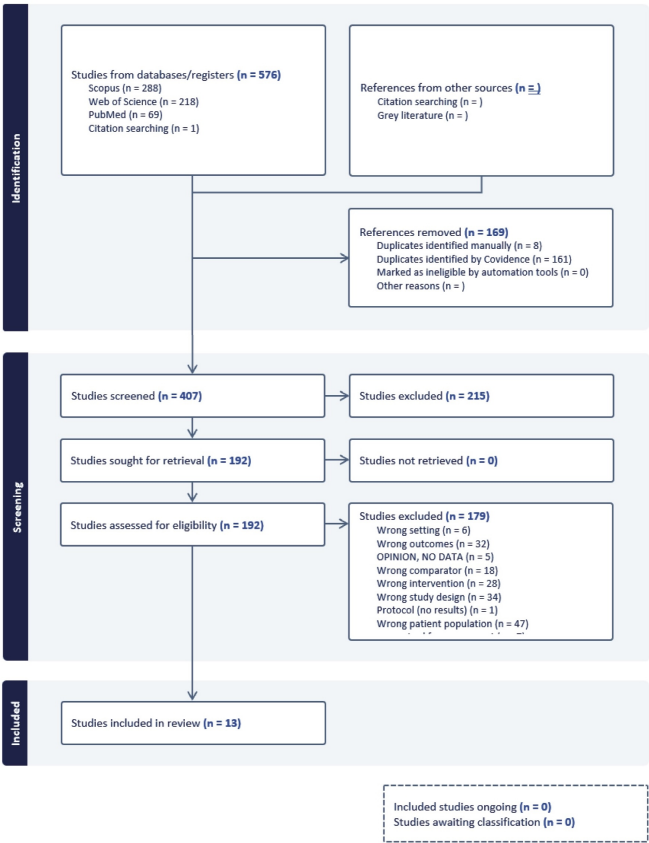 Identification
Studies from databases/registers (n = 576)
Scopus (n = 288)
Web of Science (n = 218)
PubMed (n = 69)
Citation searching (n = 1)
References from other sources (n = )
Citation searching (n = )
Grey literature (n = )
References removed (n = 169)
Duplicates identified manually (n = 8)
Duplicates identified by Covidence (n = 161)
Marked as ineligible by automation tools (n = 0)
Other reasons (n = )
Screening
Studies screened (n = 407)
Studies excluded (n = 215)
Studies sought for retrieval (n = 192)
Studies not retrieved (n = 0)
Studies assessed for eligibility (n = 192)
Studies excluded (n = 179)
Wrong setting (n = 6)
Wrong outcomes (n = 32)
OPINION, NO DATA (n = 5)
Wrong comparator (n = 18)
Wrong intervention (n = 28)
Wrong study design (n = 34)
Protocol (no results) (n = 1)
Wrong patient population (n = 47)
Included
Studies included in review (n = 13)
Included studies ongoing (n = 0)
Studies awaiting classification (n = 0)